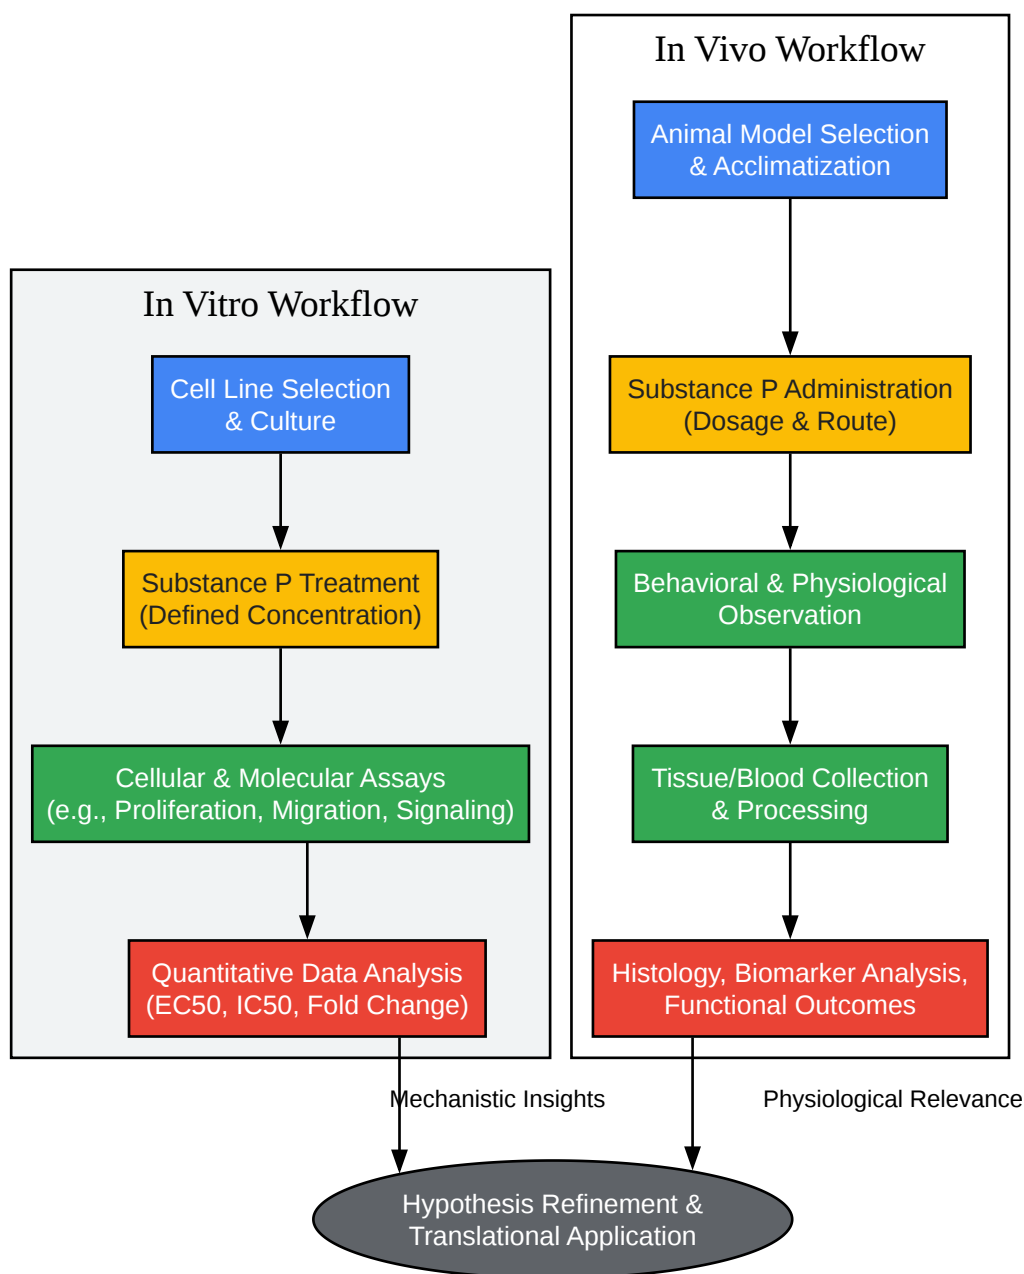 In Vivo Workflow
Animal Model Selection
& Acclimatization
Substance P Administration
(Dosage & Route)
Behavioral & Physiological
Observation
Tissue/Blood Collection
& Processing
Histology, Biomarker Analysis,
Functional Outcomes
Physiological Relevance
In Vitro Workflow
Cell Line Selection
& Culture
Substance P Treatment
(Defined Concentration)
Cellular & Molecular Assays
(e.g., Proliferation, Migration, Signaling)
Quantitative Data Analysis
(EC50, IC50, Fold Change)
Mechanistic Insights
Hypothesis Refinement &
Translational Application